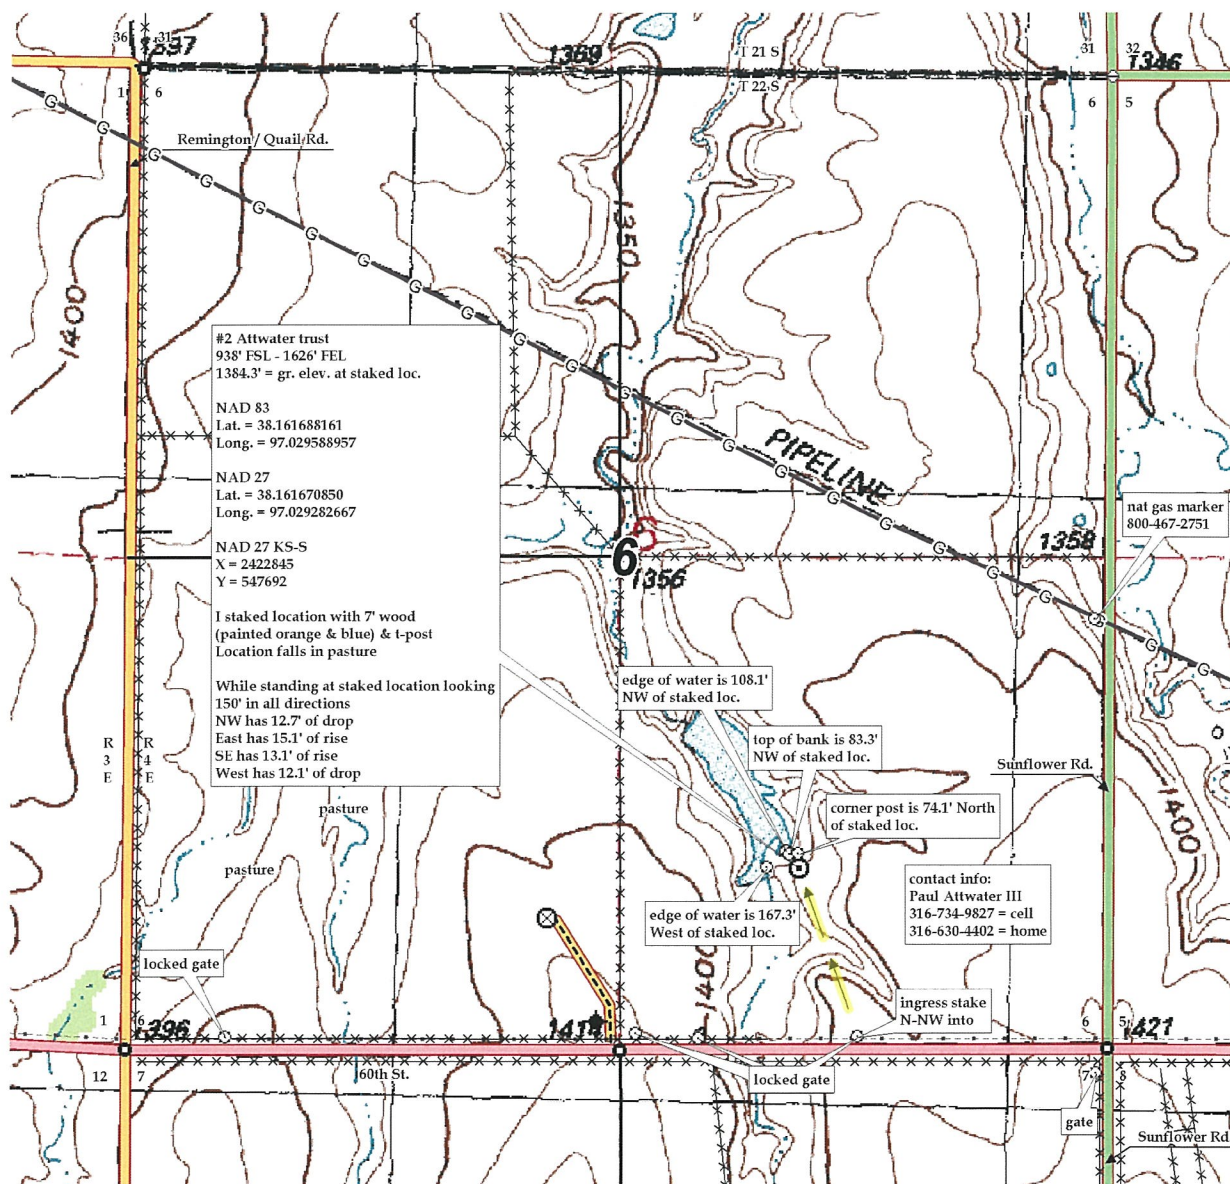 36 31
1397
1369
T 21 S
31 32
1346
1 6
T 22 S
6 5
Remington/ Quail Rd.
G G G G G G G G G G G G G G G G G G G G G G G
1350
1400
#2 Attwater trust
938' FSL - 1626' FEL
1384.3' = gr. elev. at staked loc.
NAD 83
Lat. = 38.161688161
Long. = 97.029588957
NAD 27
Lat. = 38.161670850
Long. = 97.029282667
NAD 27 KS-S
X = 2422845
Y = 547692
I staked location with 7' wood
(painted orange & blue) & t-post
Location falls in pasture
While standing at staked location looking
150' in all directions
NW has 12.7' of drop
East has 15.1' of rise
SE has 13.1' of rise
West has 12.1' of drop
PIPELINE
nat gas marker
800-467-2751
1358
6
1356
edge of water is 108.1'
NW of staked loc.
top of bank is 83.3'
NW of staked loc.
R
3
E
R
4
E
Sunflower Rd.
1400
pasture
corner post is 74.1' North
of staked loc.
pasture
contact info:
Paul Attwater III
316-734-9827 = cell
316-630-4402 = home
edge of water is 167.3'
West of staked loc.
locked gate
1400
ingress stake
N-NW into
1 6
1396
1414
6 5
1421
12 7
60th St.
locked gate
7 8
gate
Sunflower Rd